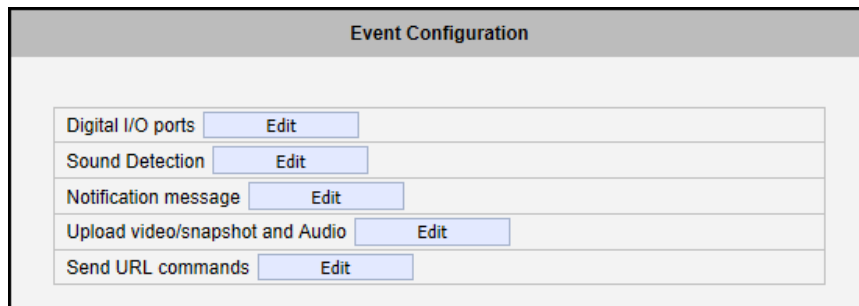 Event Configuration
Digital I/O ports Edit
Sound Detection Edit
Notification message Edit
Upload video/snapshot and Audio Edit
Send URL commands Edit